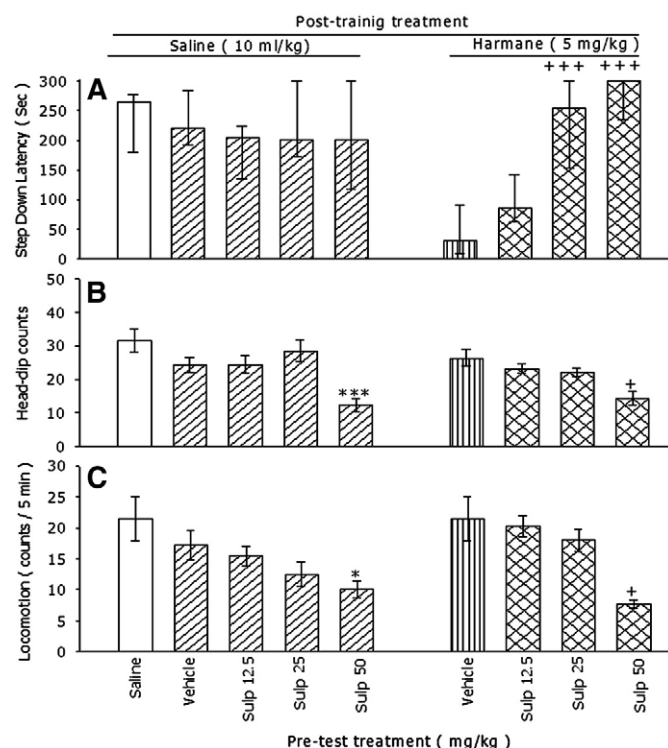 Post-trainig treatment
Saline ( 10 ml/kg) Harmane ( 5 mg/kg )
+++ +++
A
Step Down Latency ( Sec)
300
250
200
150
100
50
0
B
Head-dip counts
50
40
30
20
10
0
***
+
C
Locomotion ( counts / 5 min)
30
25
20
15
10
5
0
*
+
Saline
Vehicle
Sulp 12.5
Sulp 25
Sulp 50
Vehicle
Sulp 12.5
Sulp 25
Sulp 50
Pre-test treatment ( mg/kg )